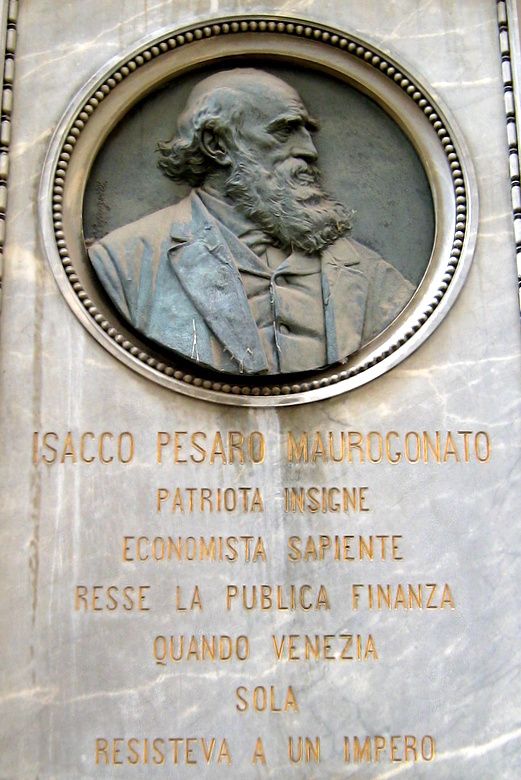 ISACCO PESARO MAUROGONATO
PATRIOTA INSIGNE
ECONOMISTA SAPIENTE
RESSE LA PUBLICA FINANZA
QUANDO VENEZIA
SOLA
RESISTEVA A UN IMPERO